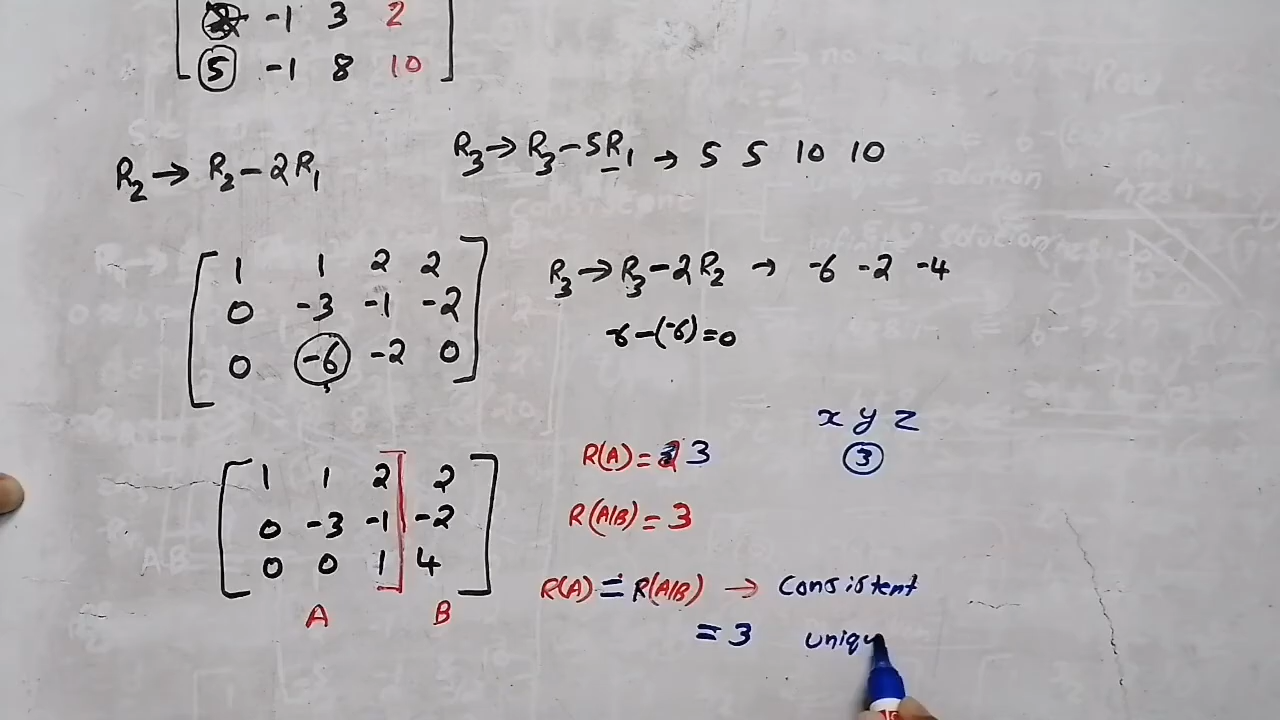 -1 3 2
5 -1 8 10
R2 → R2 - 2R1
R3 → R3 - 5R1 → 5 5 10 10
1 1 2 2
0 -3 -1 -2
0 -6 -2 0
R3 → R3 - 2R2 → -6 -2 -4
-6-(-6)=0
x y z
3
1 1 2 2
0 -3 -1 -2
0 0 1 4
A B
R(A) = 3
R(A|B) = 3
R(A) = R(A|B) → Consistent
= 3 uniqu